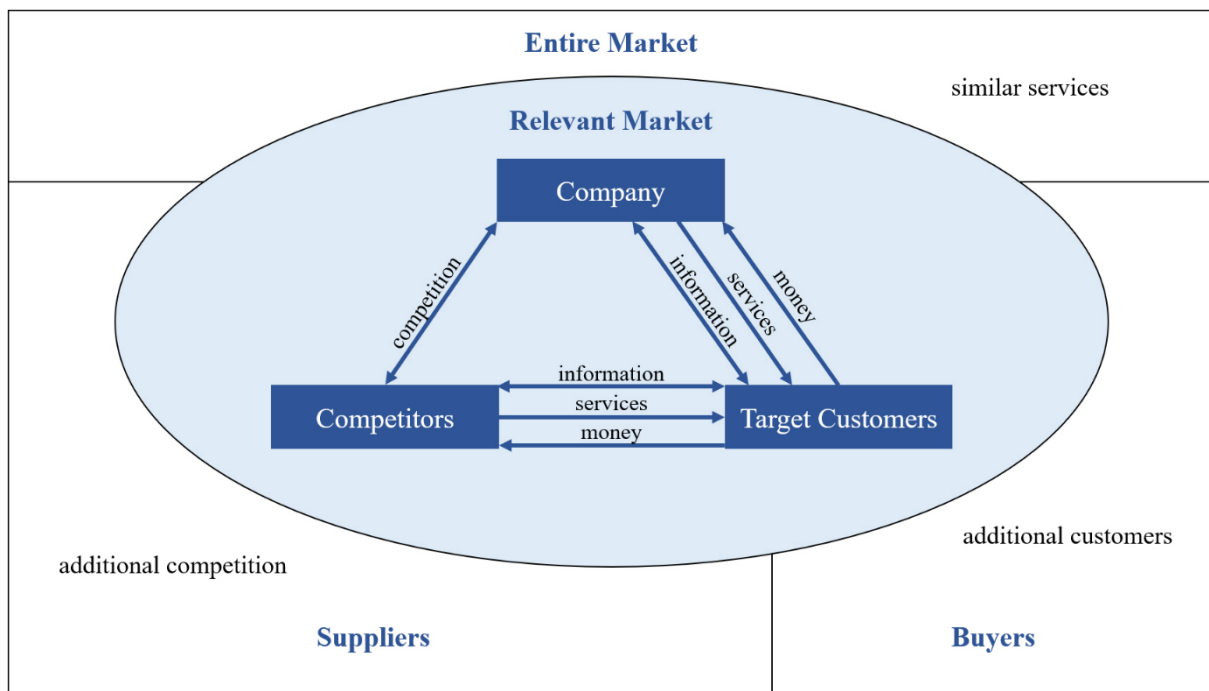 Entire Market
similar services
Relevant Market
Company
competition
information
services
money
information
Competitors
services
Target Customers
money
additional customers
additional competition
Suppliers
Buyers